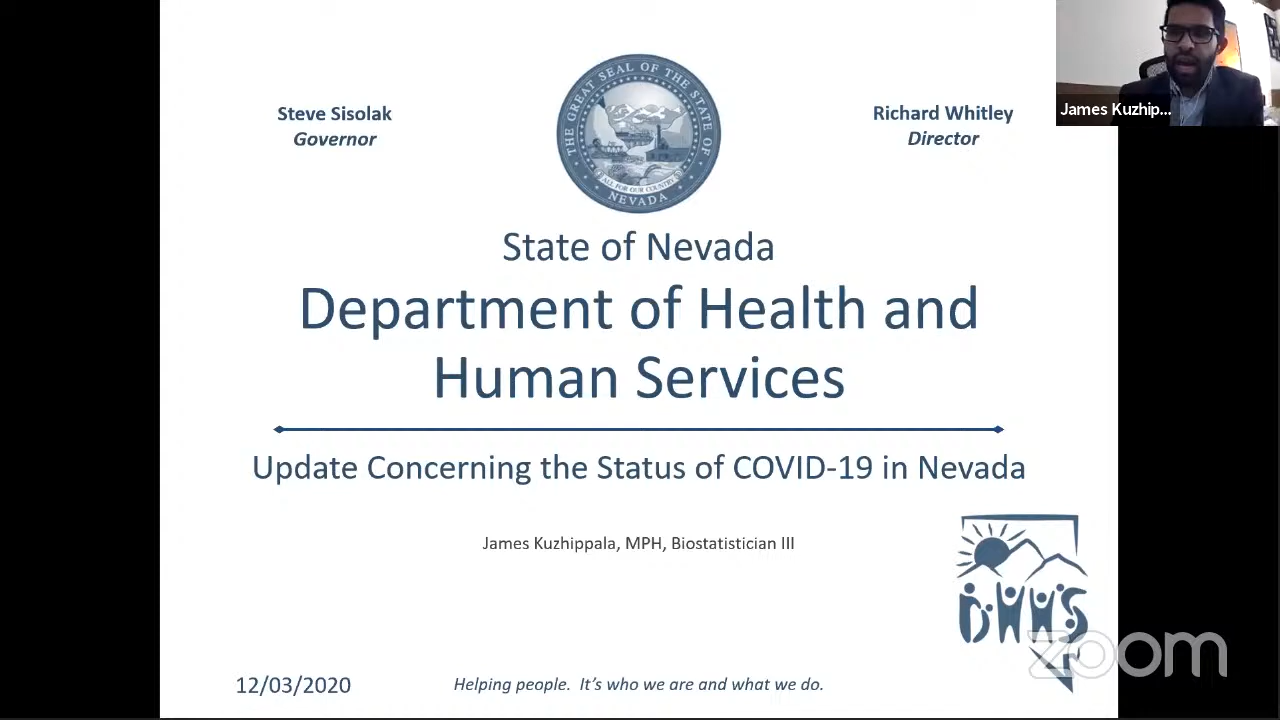 James Kuzhip...
Steve Sisolak
Governor
THE GREAT SEAL OF THE STATE OF
NEVADA
ALL FOR OUR COUNTRY
Richard Whitley
Director
State of Nevada
Department of Health and
Human Services
Update Concerning the Status of COVID-19 in Nevada
James Kuzhippala, MPH, Biostatistician III
DHHS
zoom
12/03/2020
Helping people. It's who we are and what we do.